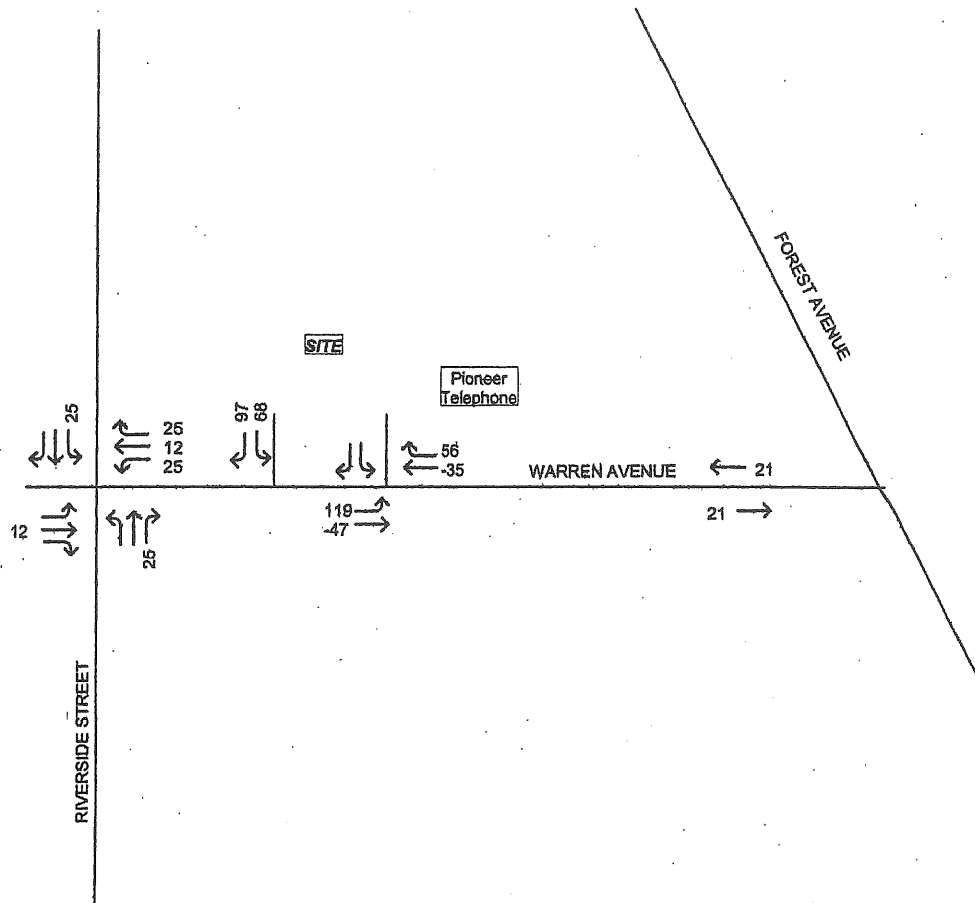 FOREST AVENUE
SITE
Pioneer
Telephone
25
25
12
25
97
68
56
-35
WARREN AVENUE
21
12
25
119
-47
21
RIVERSIDE STREET